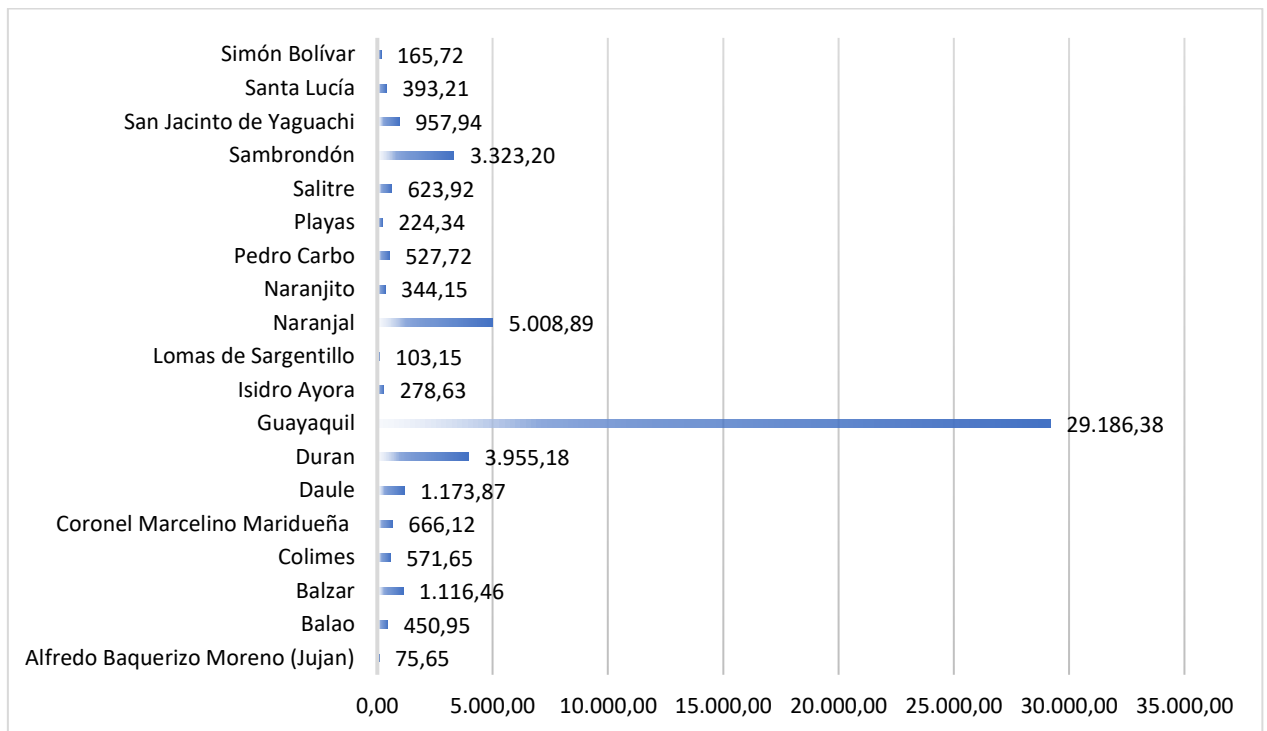 Simón Bolívar 165,72
Santa Lucía 393,21
San Jacinto de Yaguachi 957,94
Sambrondón 3.323,20
Salitre 623,92
Playas 224,34
Pedro Carbo 527,72
Naranjito 344,15
Naranjal 5.008,89
Lomas de Sargentillo 103,15
Isidro Ayora 278,63
Guayaquil 29.186,38
Duran 3.955,18
Daule 1.173,87
Coronel Marcelino Maridueña 666,12
Colimes 571,65
Balzar 1.116,46
Balao 450,95
Alfredo Baquerizo Moreno (Jujan) 75,65
0,00 5.000,00 10.000,00 15.000,00 20.000,00 25.000,00 30.000,00 35.000,00